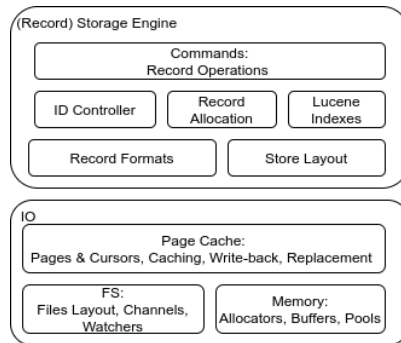 (Record) Storage Engine
Commands:
Record Operations
ID Controller
Record
Allocation
Lucene
Indexes
Record Formats
Store Layout
IO
Page Cache:
Pages & Cursors, Caching, Write-back, Replacement
FS:
Files Layout, Channels,
Watchers
Memory:
Allocators, Buffers, Pools